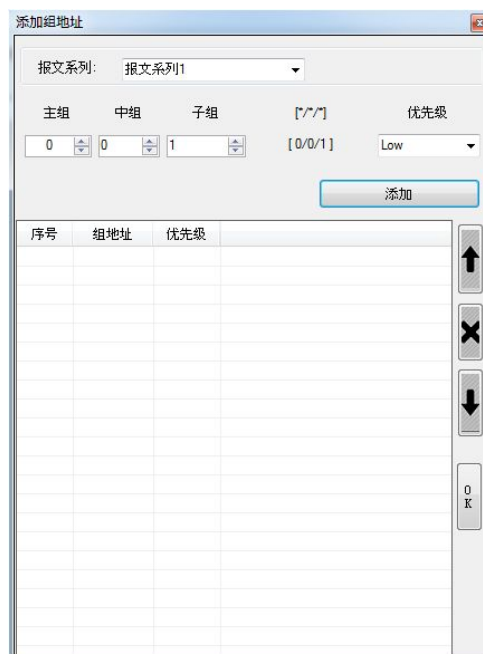 添加组地址
报文系列: 报文系列1
主组 中组 子组 [*/*/*] 优先级
0 0 1 [ 0/0/1 ] Low
添加
序号 组地址 优先级
OK